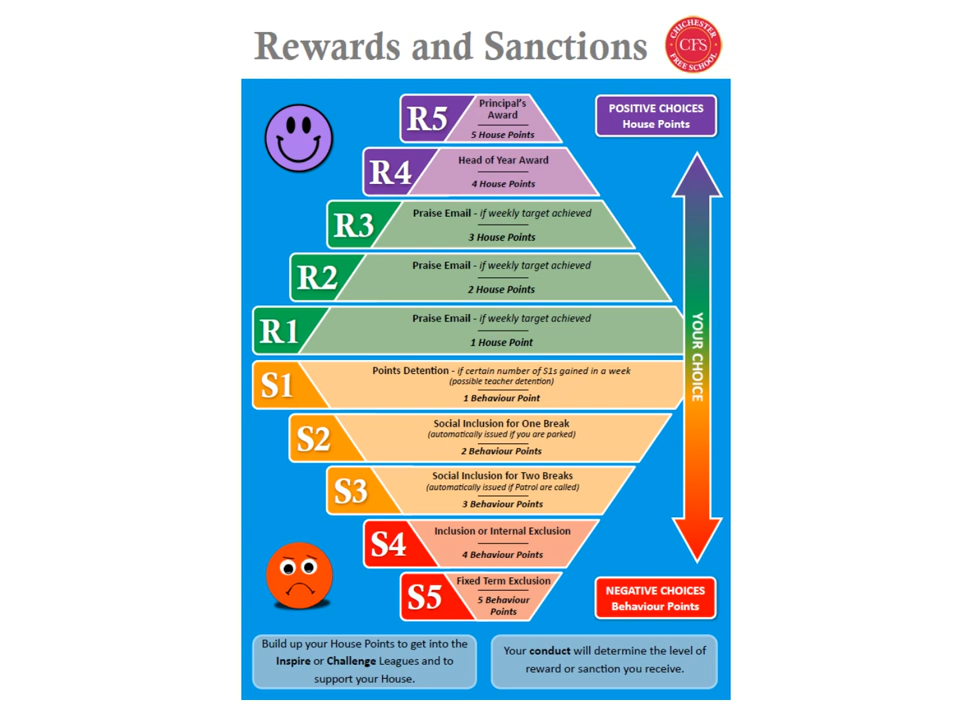 Rewards and Sanctions
CHICHESTER
CFS
FREE SCHOOL
R5
Principal's
Award
5 House Points
POSITIVE CHOICES
House Points
R4
Head of Year Award
4 House Points
R3
Praise Email - if weekly target achieved
3 House Points
R2
Praise Email - if weekly target achieved
2 House Points
R1
Praise Email - if weekly target achieved
1 House Point
YOUR CHOICE
S1
Points Detention - if certain number of S1s gained in a week
(possible teacher detention)
1 Behaviour Point
S2
Social Inclusion for One Break
(automatically issued if you are parked)
2 Behaviour Points
S3
Social Inclusion for Two Breaks
(automatically issued if Patrol are called)
3 Behaviour Points
S4
Inclusion or Internal Exclusion
4 Behaviour Points
S5
Fixed Term Exclusion
5 Behaviour
Points
NEGATIVE CHOICES
Behaviour Points
Build up your House Points to get into the
Inspire or Challenge Leagues and to
support your House.
Your conduct will determine the level of
reward or sanction you receive.